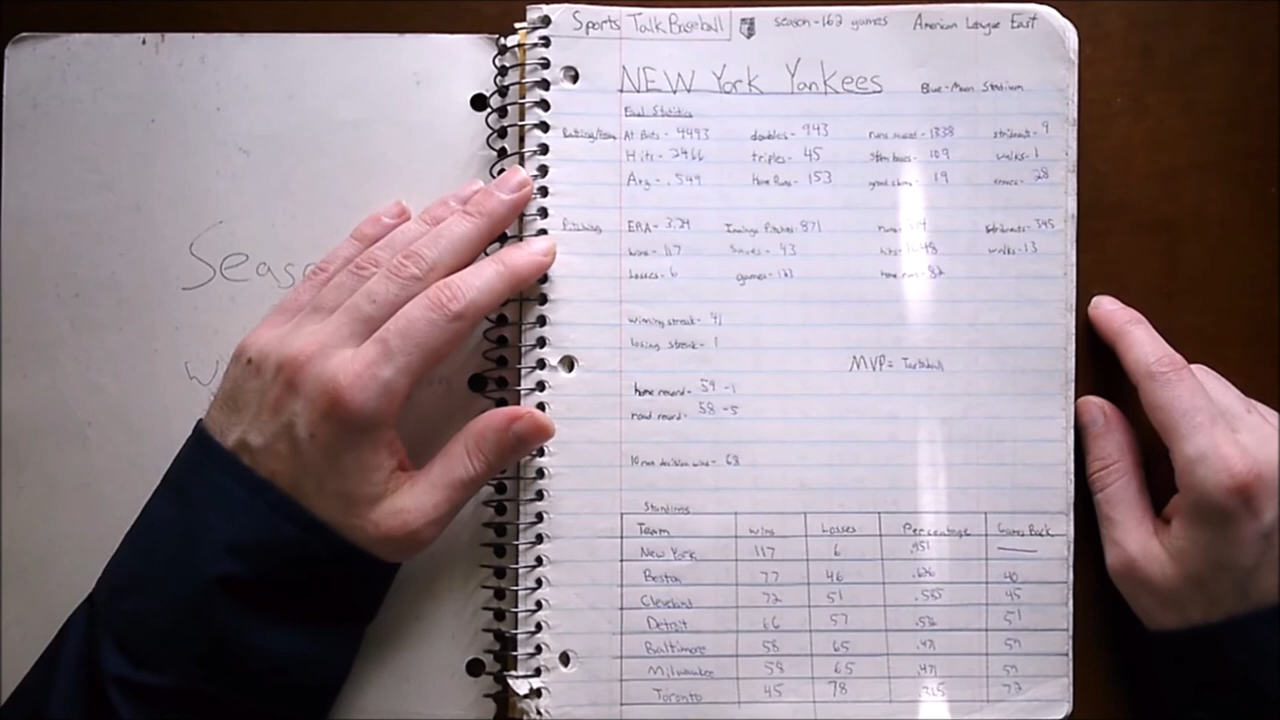 Sports Talk Baseball season-162 games American League East
NEW York Yankees Blue-Moon Stadium
Final Statistics
Batting/Team At Bats - 4493 doubles - 943 runs scored - 1338 strikeouts - 9
Hits - 2466 triples - 45 stolen bases - 109 walks - 1
Avg - .549 Home Runs - 153 grand slams - 19 errors - 28
Pitching ERA - 3.24 Innings Pitched - 871 runs - strikeouts - 345
wins - 117 Saves - 43 hits - walks - 13
Losses - 6 games - 123 home runs - 82
winning streak - 41
losing streak - 1
MVP = 
home record - 59 - 1
road record - 58 - 5
10 run decision wins - 68
Standings
Team wins Losses Percentage Games Back
New York 117 6 .951 —
Boston 77 46 .626 40
Cleveland 72 51 .585 45
Detroit 66 57 .536 51
Baltimore 58 65 .471 59
Milwaukee 58 65 .471 59
Toronto 45 78 72
Seas
w